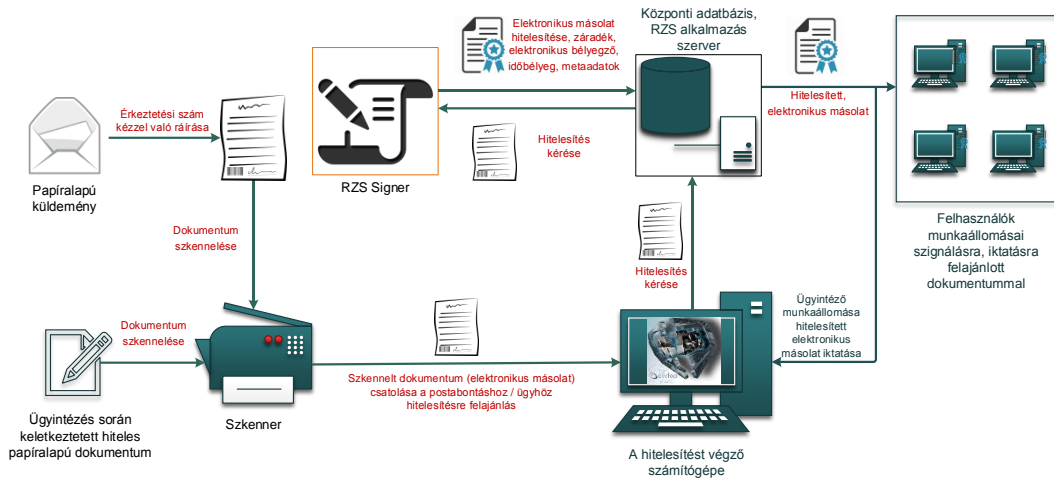 Elektronikus másolat
hitelesítése, záradék,
elektronikus bélyegző,
időbélyeg, metaadatok
Központi adatbázis,
RZS alkalmazás
szerver
Érkeztetési szám
kézzel való ráírása
Hitelesítés
kérése
Hitelesített,
elektronikus másolat
Papíralapú
küldemény
RZS Signer
Dokumentum
szkennelése
Hitelesítés
kérése
Felhasználók
munkaállomásai
szignálásra, iktatásra
felajánlott
dokumentummal
Dokumentum
szkennelése
Ügyintéző
munkaállomása
hitelesített
elektronikus
másolat iktatása
Szkennelt dokumentum (elektronikus másolat)
csatolása a postabontáshoz / ügyhöz
hitelesítésre felajánlás
Ügyintézés során
keletkeztetett hiteles
papíralapú dokumentum
Szkenner
A hitelesítést végző
számítógépe